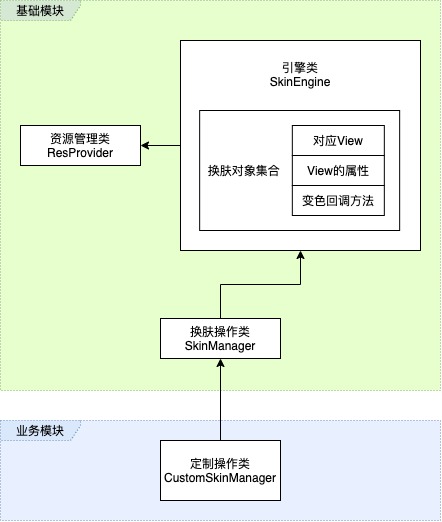 基础模块
引擎类
SkinEngine
资源管理类
ResProvider
换肤对象集合
对应View
View的属性
变色回调方法
换肤操作类
SkinManager
业务模块
定制操作类
CustomSkinManager